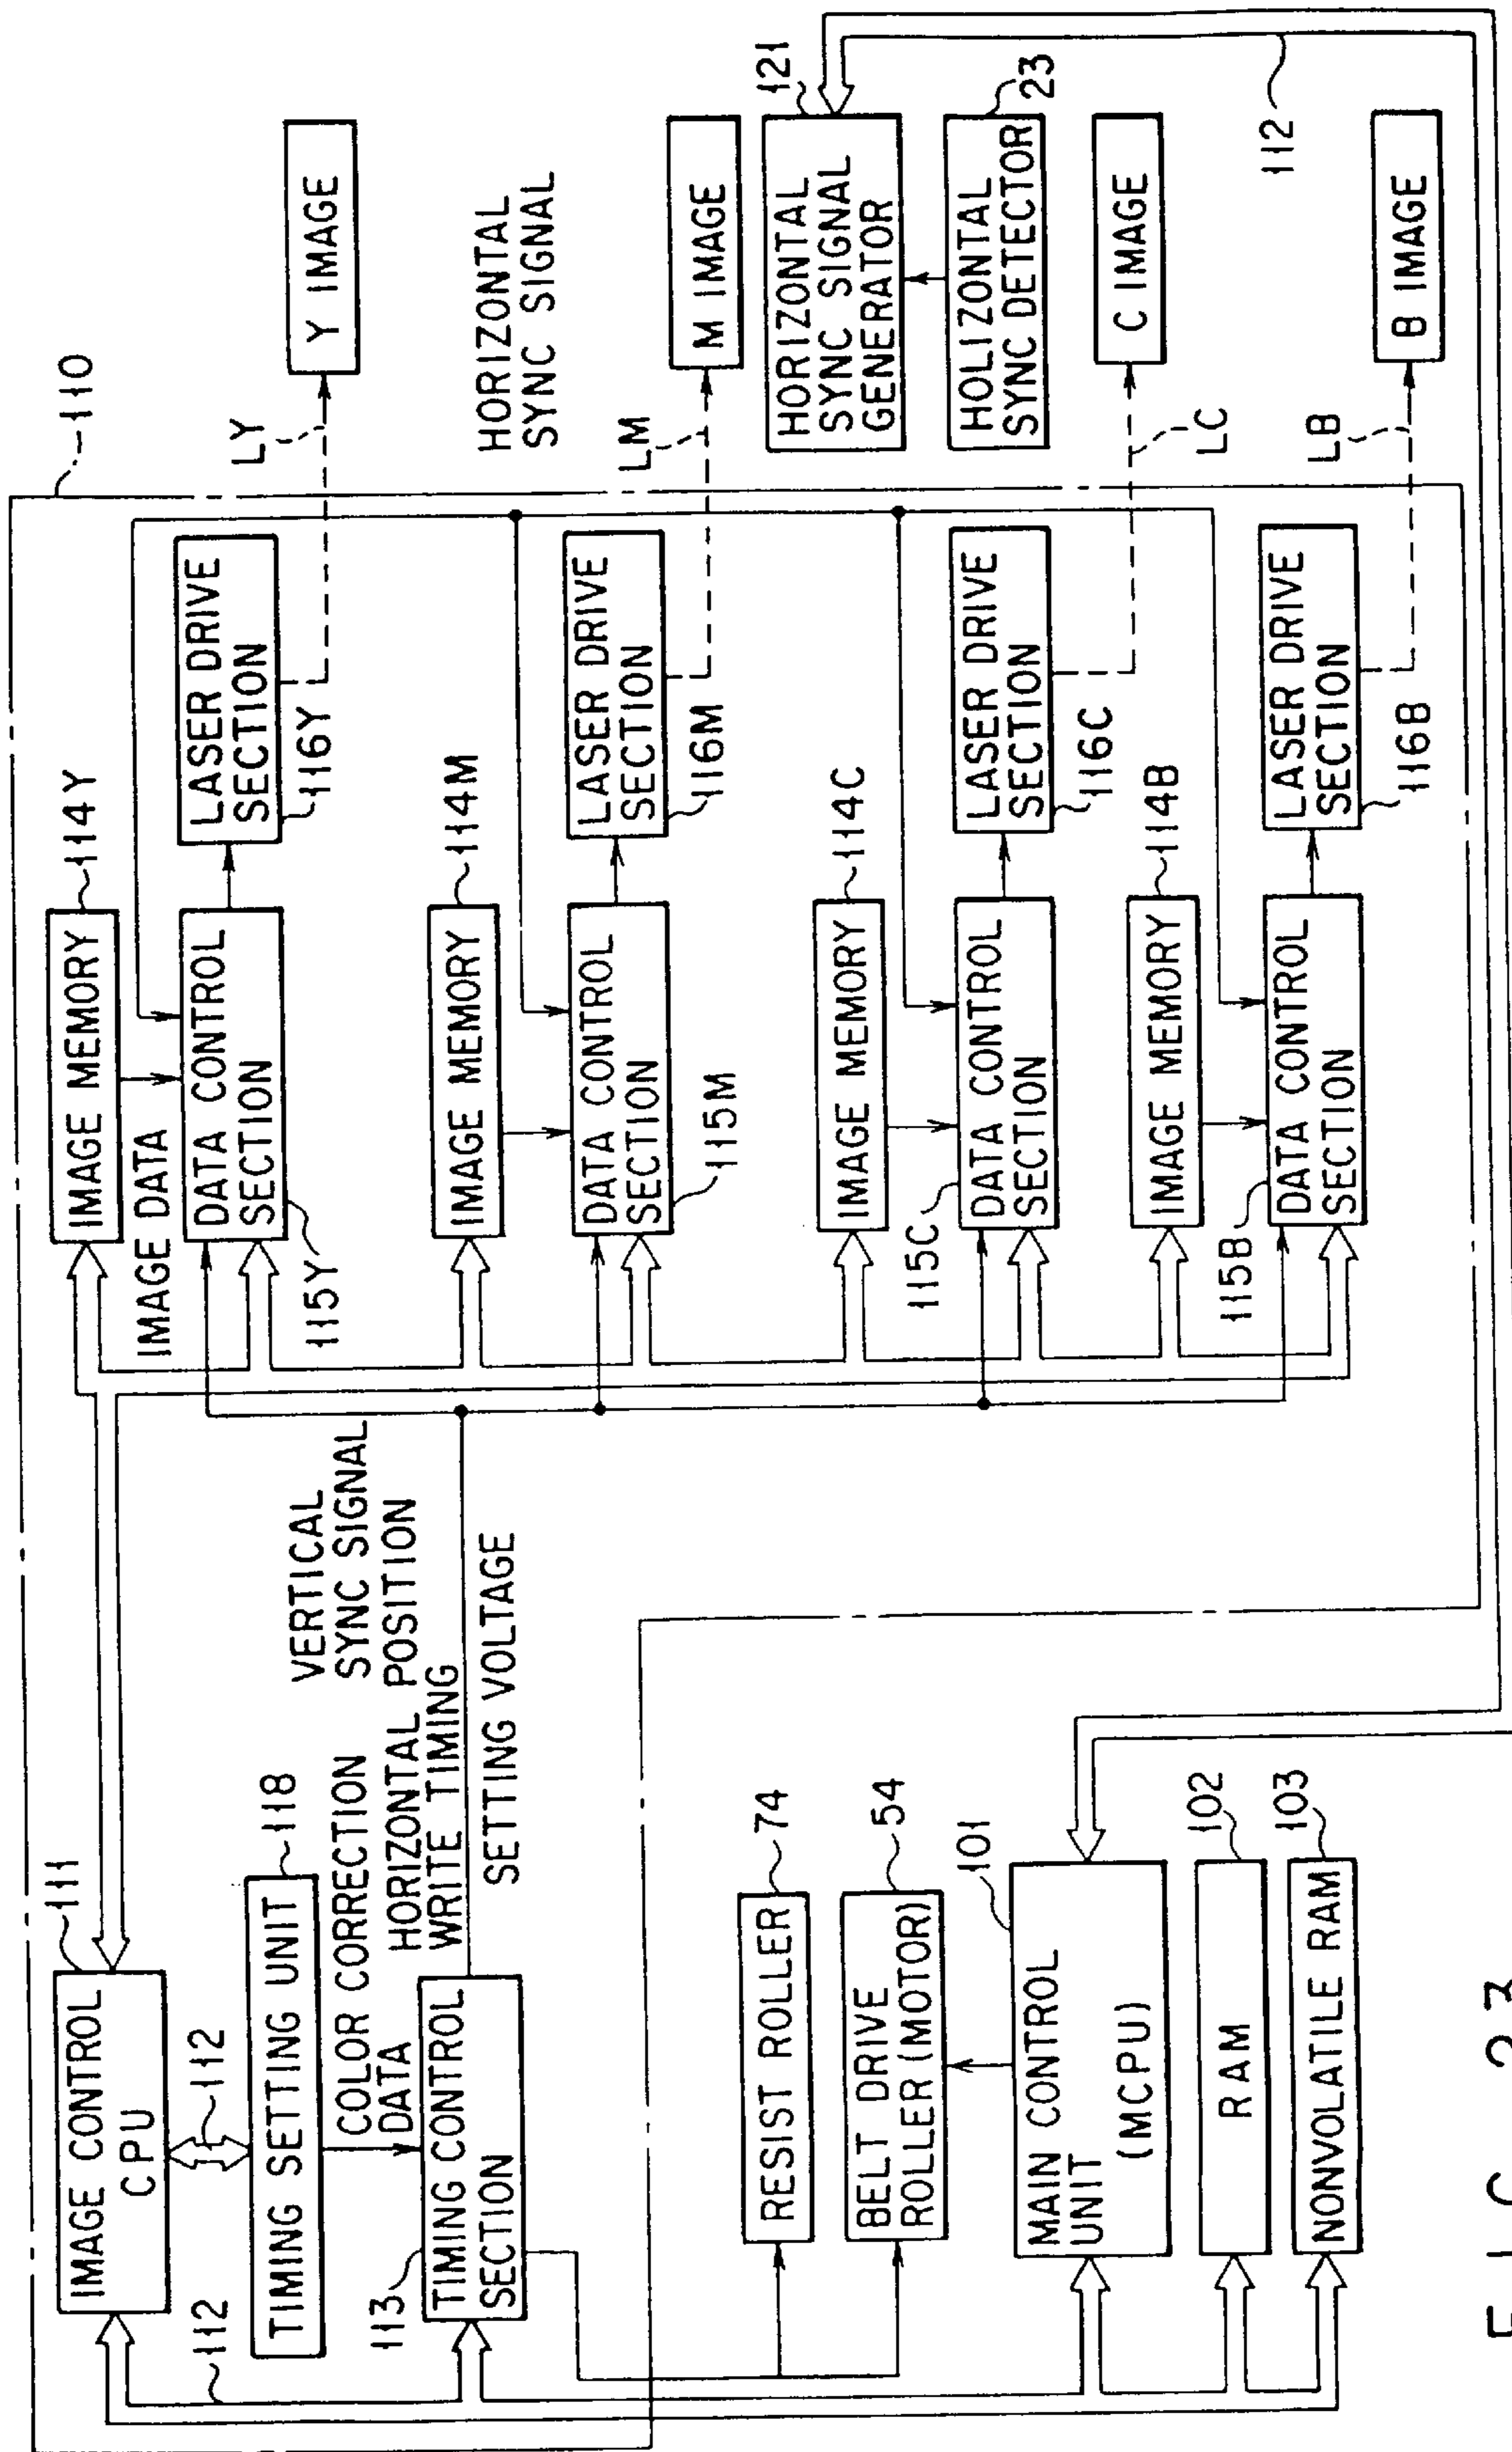 110
111
IMAGE CONTROL
CPU
112
112
118
TIMING SETTING UNIT
COLOR CORRECTION
DATA
113
TIMING CONTROL
SECTION
VERTICAL
SYNC SIGNAL
HORIZONTAL POSITION
WRITE TIMING
SETTING VOLTAGE
IMAGE MEMORY
114Y
IMAGE DATA
DATA CONTROL
SECTION
115Y
LASER DRIVE
SECTION
116Y
LY
Y IMAGE
HORIZONTAL
SYNC SIGNAL
IMAGE MEMORY
114M
DATA CONTROL
SECTION
115M
LASER DRIVE
SECTION
116M
LM
M IMAGE
121
HORIZONTAL
SYNC SIGNAL
GENERATOR
23
HOLIZONTAL
SYNC DETECTOR
IMAGE MEMORY
114C
115C
DATA CONTROL
SECTION
LASER DRIVE
SECTION
116C
LC
C IMAGE
112
IMAGE MEMORY
114B
115B
DATA CONTROL
SECTION
LASER DRIVE
SECTION
116B
LB
B IMAGE
RESIST ROLLER
74
BELT DRIVE
ROLLER (MOTOR)
54
101
MAIN CONTROL
UNIT
(MCPU)
RAM
102
NONVOLATILE RAM
103